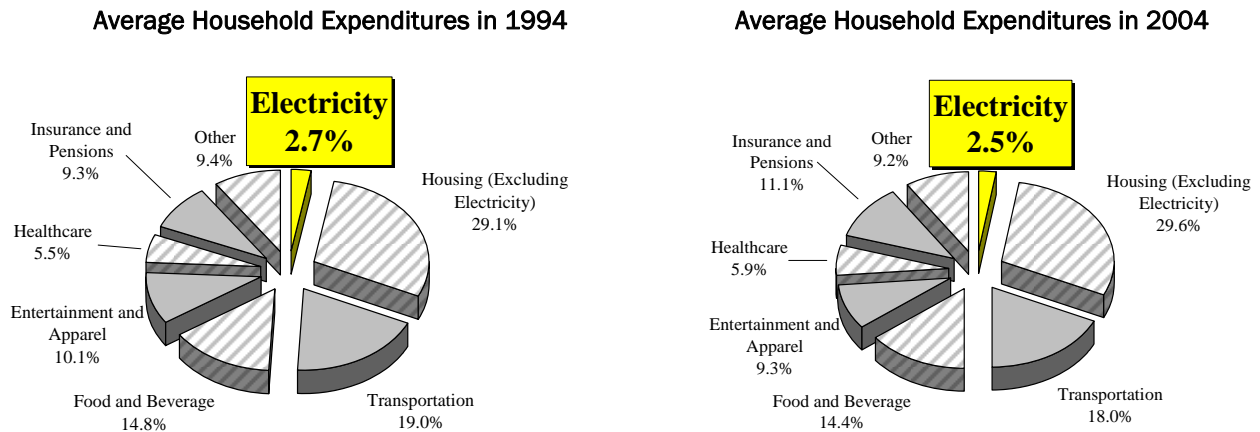 Average Household Expenditures in 1994
Electricity
2.7%
Other
9.4%
Insurance and
Pensions
9.3%
Housing (Excluding
Electricity)
29.1%
Healthcare
5.5%
Entertainment and
Apparel
10.1%
Food and Beverage
14.8%
Transportation
19.0%
Average Household Expenditures in 2004
Electricity
2.5%
Other
9.2%
Insurance and
Pensions
11.1%
Housing (Excluding
Electricity)
29.6%
Healthcare
5.9%
Entertainment and
Apparel
9.3%
Food and Beverage
14.4%
Transportation
18.0%